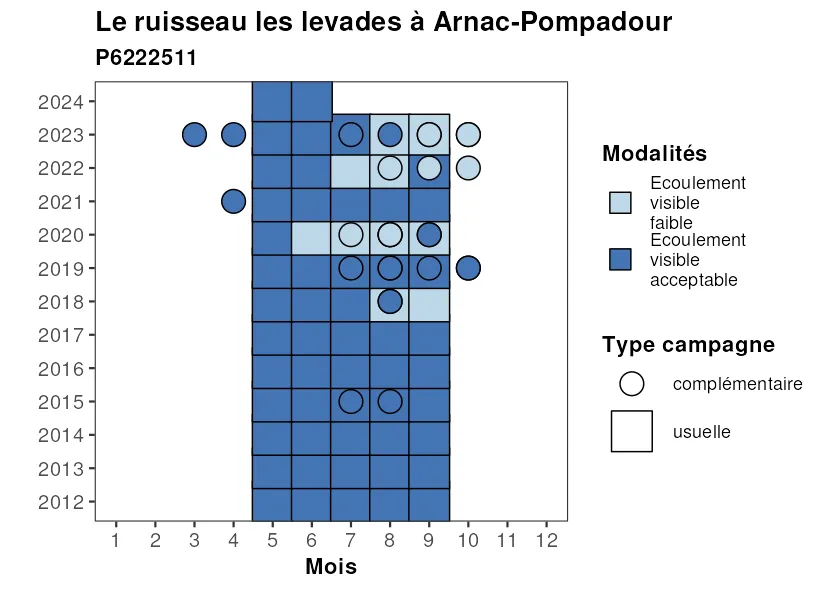 Le ruisseau les levades à Arnac-Pompadour
P6222511
2024
2023
2022
2021
2020
2019
2018
2017
2016
2015
2014
2013
2012
1 2 3 4 5 6 7 8 9 10 11 12
Mois
Modalités
Ecoulement
visible
faible
Ecoulement
visible
acceptable
Type campagne
complémentaire
usuelle